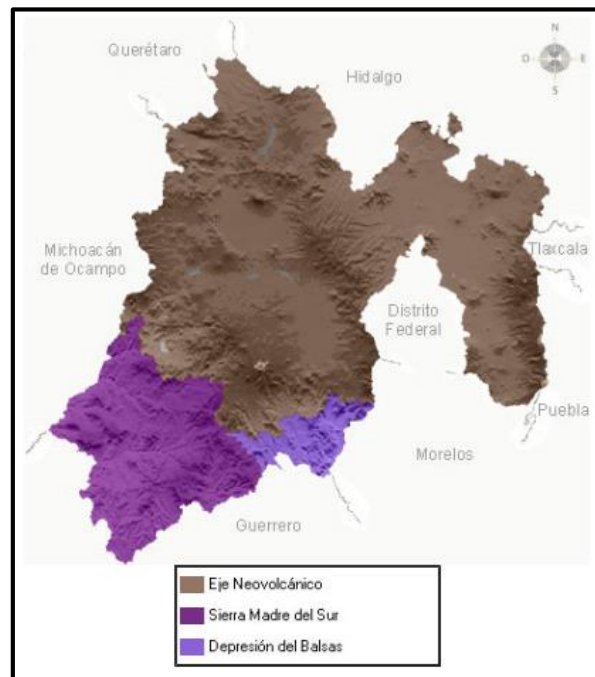 Querétaro
Hidalgo
N
O
E
S
Michoacán
de Ocampo
Tlaxcala
Distrito
Federal
Puebla
Morelos
Guerrero
Eje Neovolcánico
Sierra Madre del Sur
Depresión del Balsas